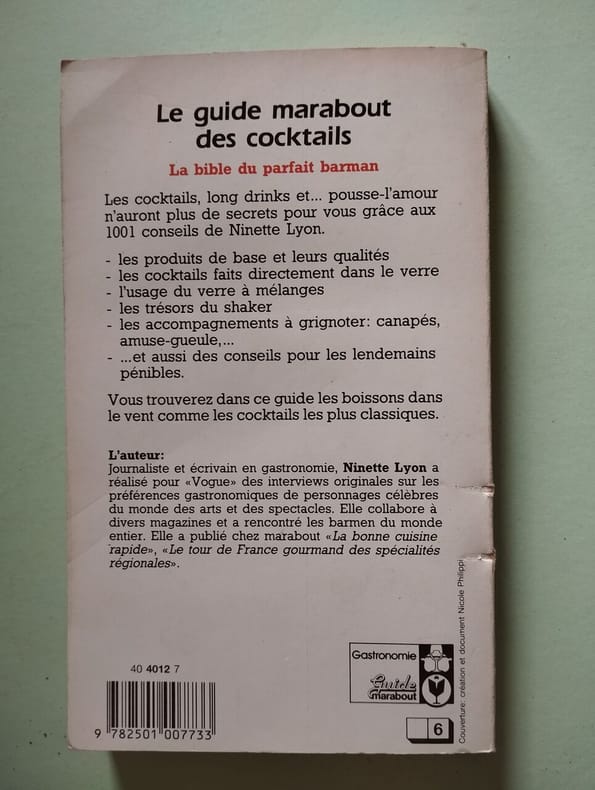 Le guide marabout
des cocktails
La bible du parfait barman
Les cocktails, long drinks et... pousse-l'amour
n'auront plus de secrets pour vous grâce aux
1001 conseils de Ninette Lyon.
- les produits de base et leurs qualités
- les cocktails faits directement dans le verre
- l'usage du verre à mélanges
- les trésors du shaker
- les accompagnements à grignoter: canapés,
amuse-gueule,...
- ...et aussi des conseils pour les lendemains
pénibles.
Vous trouverez dans ce guide les boissons dans
le vent comme les cocktails les plus classiques.
L'auteur:
Journaliste et écrivain en gastronomie, Ninette Lyon a
réalisé pour «Vogue» des interviews originales sur les
préférences gastronomiques de personnages célèbres
du monde des arts et des spectacles. Elle collabore à
divers magazines et a rencontré les barmen du monde
entier. Elle a publié chez marabout «La bonne cuisine
rapide», «Le tour de France gourmand des spécialités
régionales».
40 4012 7
9 782501 007733
Gastronomie
Guide
marabout
6
Couverture: création et document Nicole Philippi